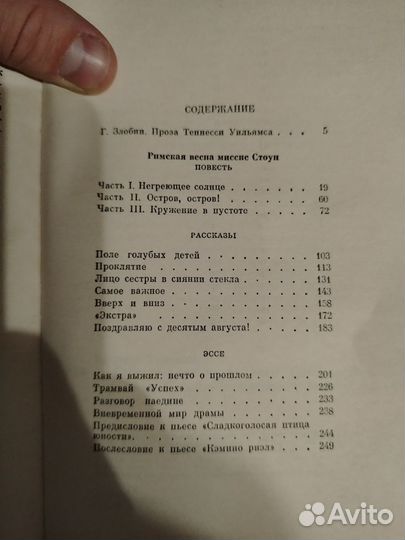 СОДЕРЖАНИЕ
Г. Злобин. Проза Теннесси Уильямса . . . 5
Римская весна миссис Стоун
ПОВЕСТЬ
Часть I. Негреющее солнце . . . . . . 19
Часть II. Остров, остров! . . . . . . 60
Часть III. Кружение в пустоте . . . . 72
РАССКАЗЫ
Поле голубых детей . . . . . . . 103
Проклятие . . . . . . . . . . 113
Лицо сестры в сиянии стекла . . . . . 131
Самое важное . . . . . . . . . 143
Вверх и вниз . . . . . . . . . 158
«Экстра» . . . . . . . . . . 172
Поздравляю с десятым августа! . . . . 183
ЭССЕ
Как я выжил: нечто о прошлом . . . . 201
Трамвай «Успех» . . . . . . . . 226
Разговор наедине . . . . . . . . 233
Вневременной мир драмы . . . . . . 238
Предисловие к пьесе «Сладкоголосая птица
юности». . . . . . . . . . . 244
Послесловие к пьесе «Кэмино риэл» . . . 249
Avito